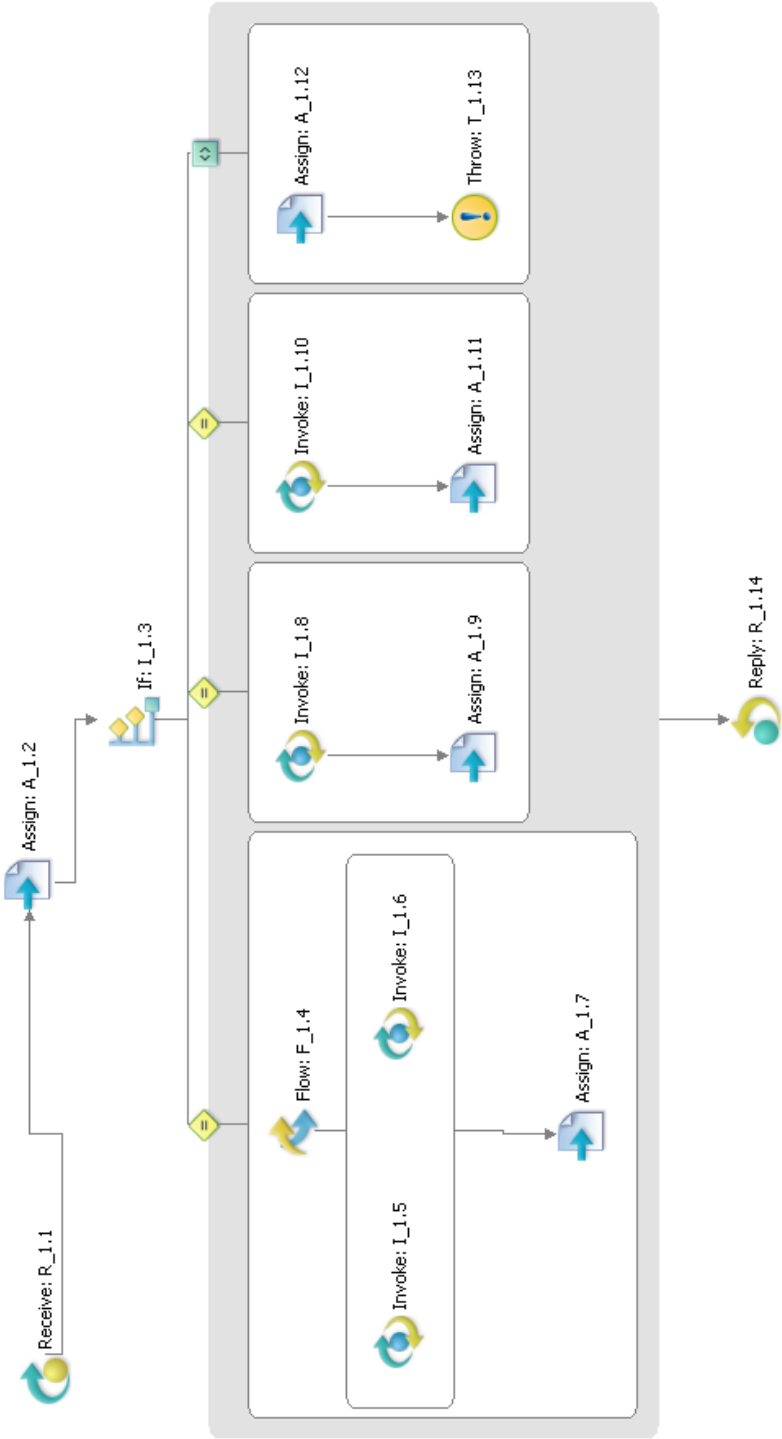 Receive: R_1.1
Assign: A_1.2
If: I_1.3
=
Flow: F_1.4
Invoke: I_1.5
Invoke: I_1.6
Assign: A_1.7
=
Invoke: I_1.8
Assign: A_1.9
=
Invoke: I_1.10
Assign: A_1.11
<>
Assign: A_1.12
!
Throw: T_1.13
Reply: R_1.14